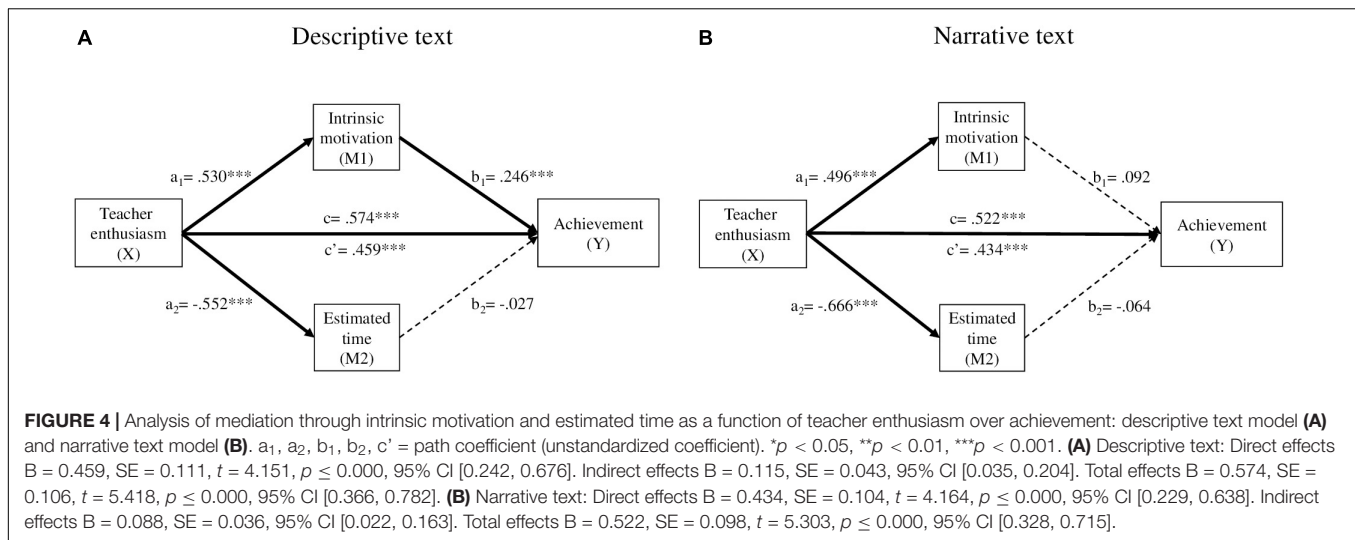 A
Descriptive text
Intrinsic
motivation
(M1)
a₁= .530***
b₁= .246***
Teacher
enthusiasm
(X)
c= .574***
c'= .459***
Achievement
(Y)
a₂= -.552***
b₂= -.027
Estimated
time
(M2)
B
Narrative text
Intrinsic
motivation
(M1)
a₁= .496***
b₁= .092
Teacher
enthusiasm
(X)
c= .522***
c'= .434***
Achievement
(Y)
a₂= -.666***
b₂= -.064
Estimated
time
(M2)
FIGURE 4 | Analysis of mediation through intrinsic motivation and estimated time as a function of teacher enthusiasm over achievement: descriptive text model (A)
and narrative text model (B). a₁, a₂, b₁, b₂, c' = path coefficient (unstandardized coefficient). *p < 0.05, **p < 0.01, ***p < 0.001. (A) Descriptive text: Direct effects
B = 0.459, SE = 0.111, t = 4.151, p ≤ 0.000, 95% CI [0.242, 0.676]. Indirect effects B = 0.115, SE = 0.043, 95% CI [0.035, 0.204]. Total effects B = 0.574, SE =
0.106, t = 5.418, p ≤ 0.000, 95% CI [0.366, 0.782]. (B) Narrative text: Direct effects B = 0.434, SE = 0.104, t = 4.164, p ≤ 0.000, 95% CI [0.229, 0.638]. Indirect
effects B = 0.088, SE = 0.036, 95% CI [0.022, 0.163]. Total effects B = 0.522, SE = 0.098, t = 5.303, p ≤ 0.000, 95% CI [0.328, 0.715].